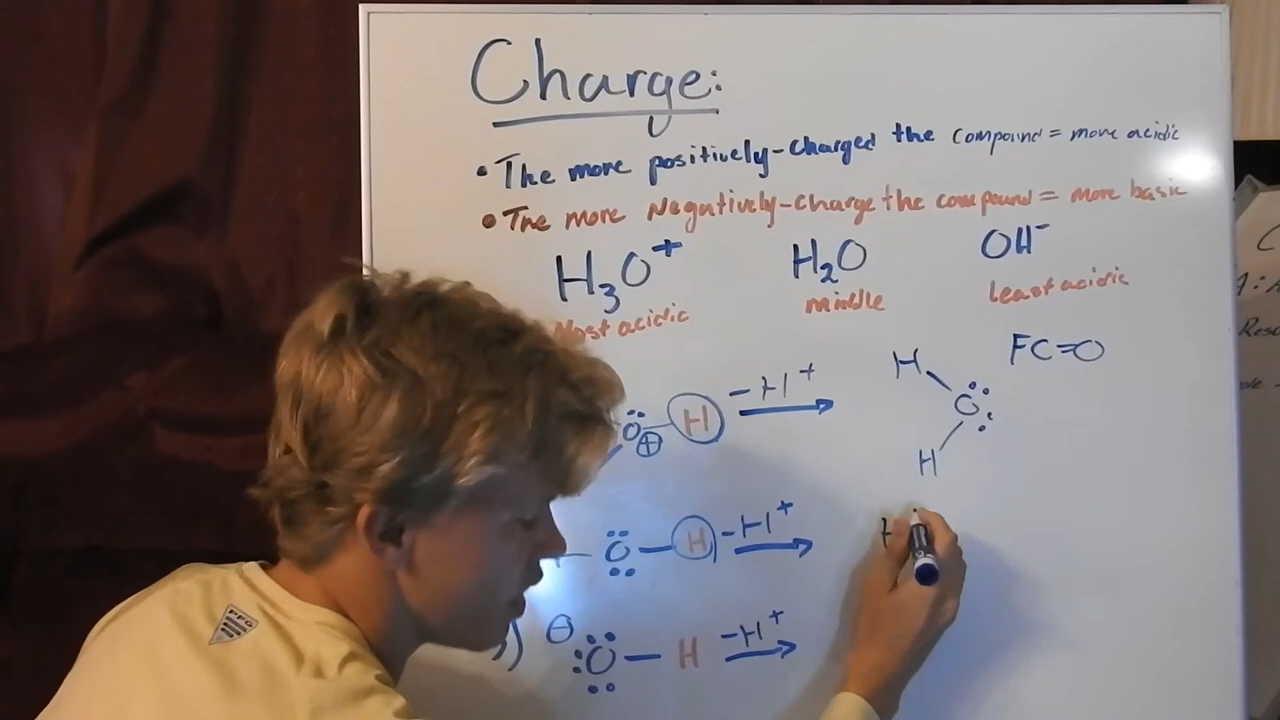 Charge:
• The more positively-charged the compound = more acidic
• The more Negatively-charge the compound = more basic
H₃O⁺ H₂O OH⁻
Most acidic middle Least acidic
H FC=O
O⊕ — H -H⁺ O
H
O — H -H⁺ H
) ⊖ O — H -H⁺
PFG